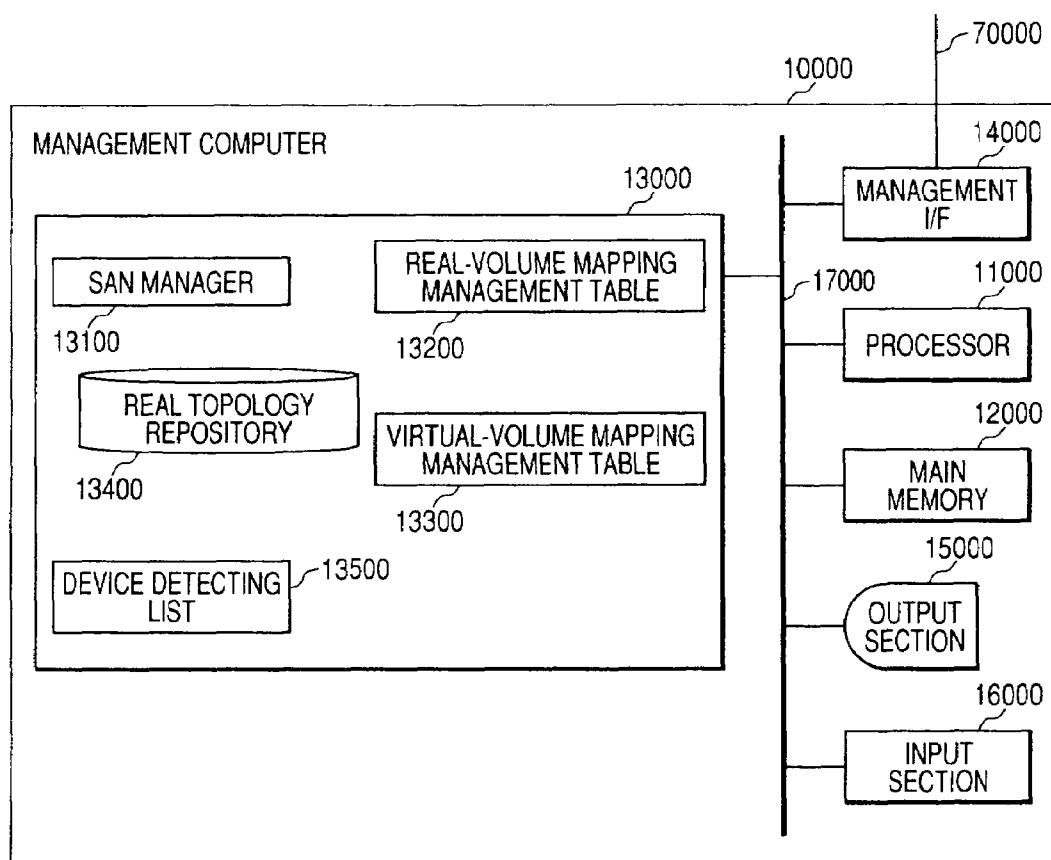 70000
10000
MANAGEMENT COMPUTER
14000
MANAGEMENT
I/F
13000
SAN MANAGER
13100
REAL-VOLUME MAPPING
MANAGEMENT TABLE
13200
17000
11000
PROCESSOR
REAL TOPOLOGY
REPOSITORY
13400
VIRTUAL-VOLUME MAPPING
MANAGEMENT TABLE
13300
12000
MAIN
MEMORY
DEVICE DETECTING
LIST
13500
15000
OUTPUT
SECTION
16000
INPUT
SECTION